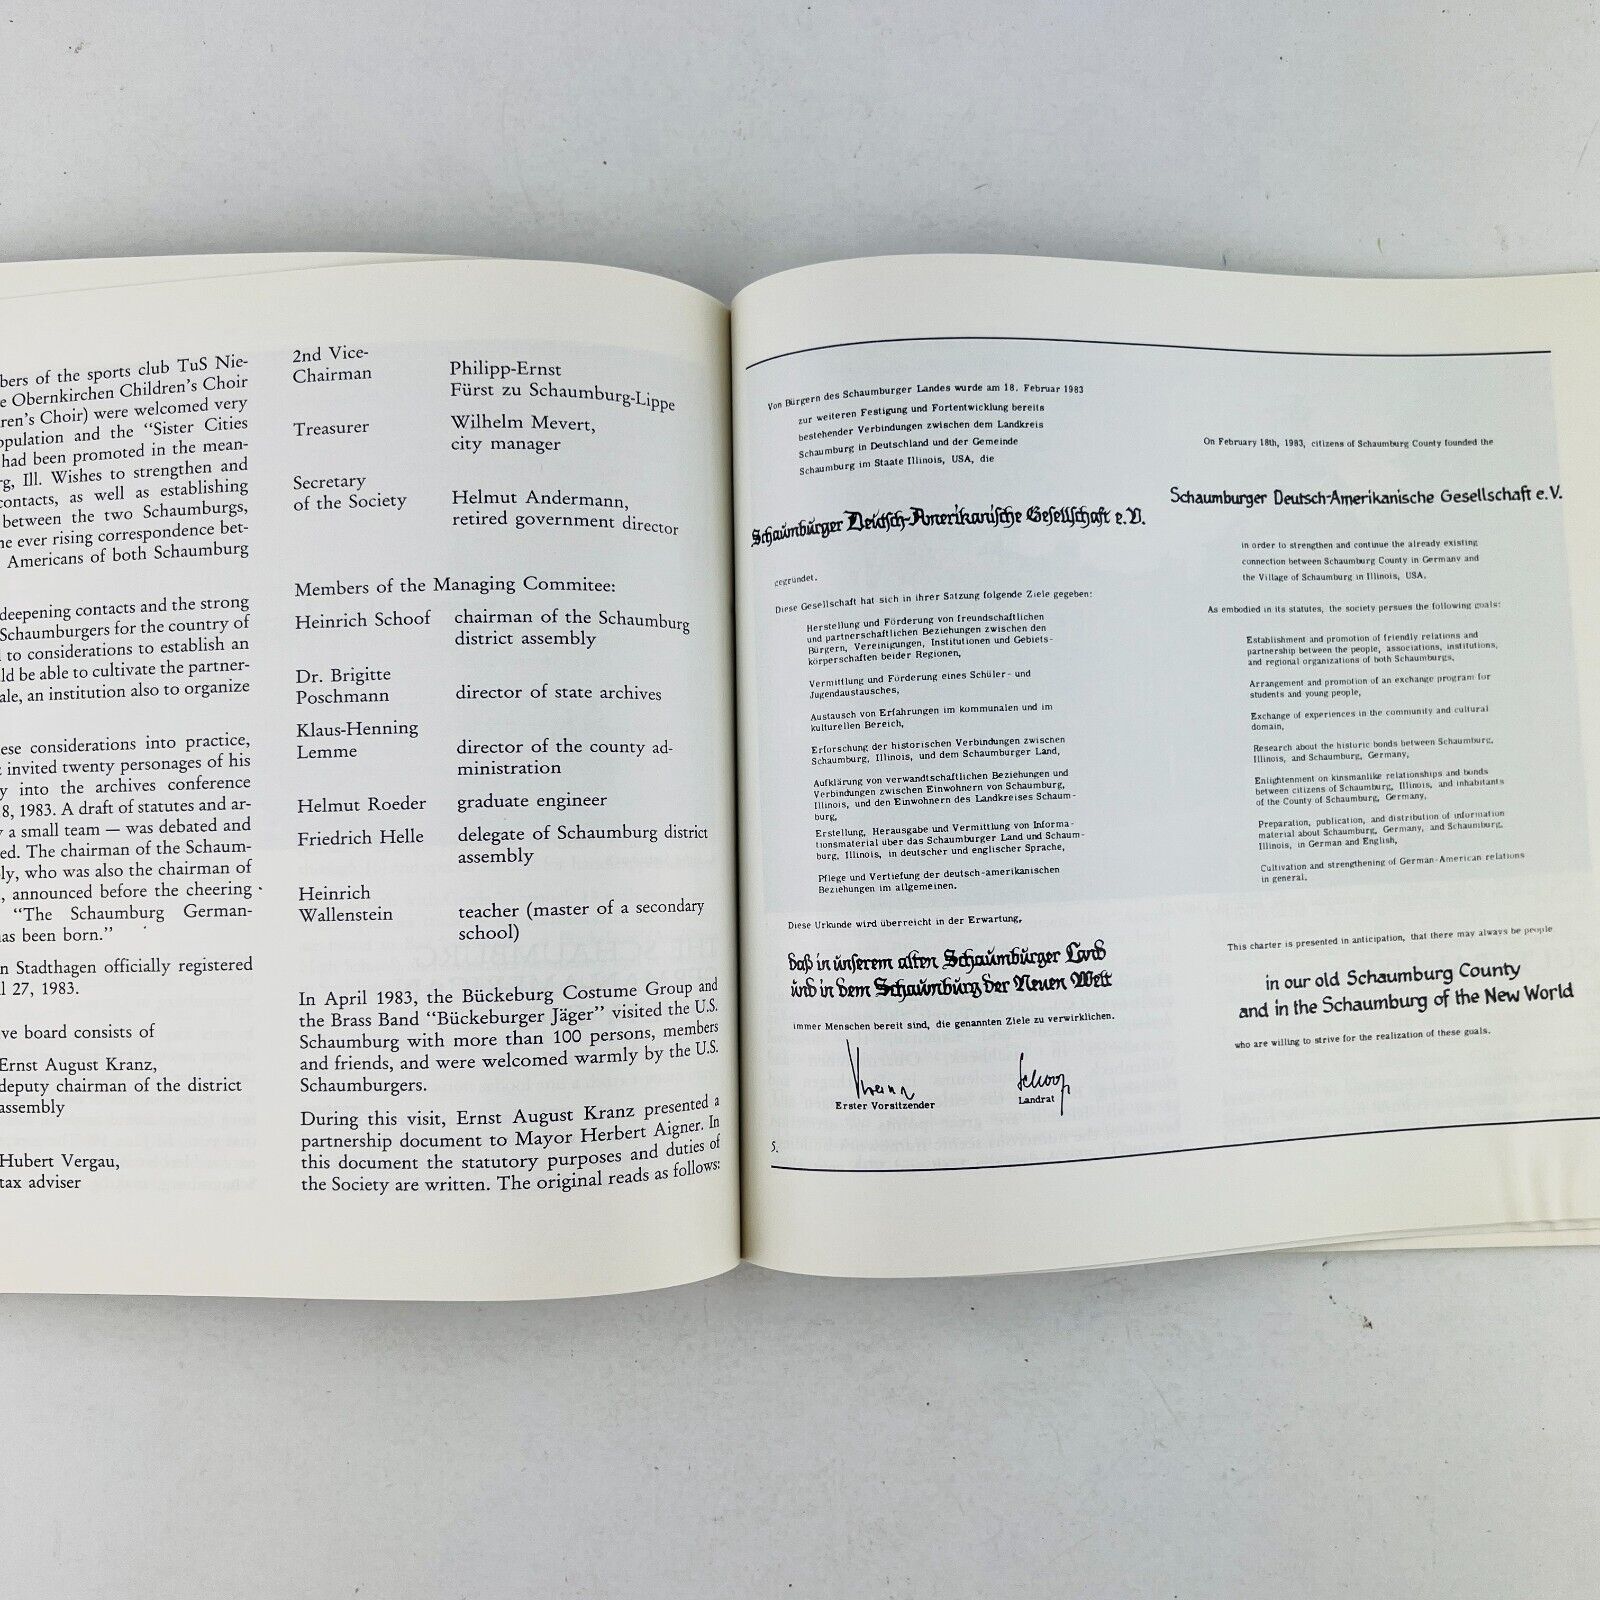 bers of the sports club TuS Nie-
e Obernkirchen Children's Choir
ren's Choir) were welcomed very
opulation and the "Sister Cities
had been promoted in the mean-
rg, Ill. Wishes to strengthen and
contacts, as well as establishing
between the two Schaumburgs,
he ever rising correspondence bet-
Americans of both Schaumburg
deepening contacts and the strong
Schaumburgers for the country of
to considerations to establish an
ld be able to cultivate the partner-
ale, an institution also to organize
ese considerations into practice,
invited twenty personages of his
y into the archives conference
8, 1983. A draft of statutes and ar-
y a small team — was debated and
ed. The chairman of the Schaum-
ly, who was also the chairman of
, announced before the cheering
"The Schaumburg German-
as been born."
n Stadthagen officially registered
l 27, 1983.
ve board consists of
Ernst August Kranz,
deputy chairman of the district
assembly
Hubert Vergau,
tax adviser
2nd Vice-
Chairman
Philipp-Ernst
Fürst zu Schaumburg-Lippe
Treasurer
Wilhelm Mevert,
city manager
Secretary
of the Society
Helmut Andermann,
retired government director
Members of the Managing Commitee:
Heinrich Schoof
chairman of the Schaumburg
district assembly
Dr. Brigitte
Poschmann
director of state archives
Klaus-Henning
Lemme
director of the county ad-
ministration
Helmut Roeder
graduate engineer
Friedrich Helle
delegate of Schaumburg district
assembly
Heinrich
Wallenstein
teacher (master of a secondary
school)
In April 1983, the Bückeburg Costume Group and
the Brass Band "Bückeburger Jäger" visited the U.S.
Schaumburg with more than 100 persons, members
and friends, and were welcomed warmly by the U.S.
Schaumburgers.
During this visit, Ernst August Kranz presented a
partnership document to Mayor Herbert Aigner. In
this document the statutory purposes and duties of
the Society are written. The original reads as follows:
Von Bürgern des Schaumburger Landes wurde am 18. Februar 1983
zur weiteren Festigung und Fortentwicklung bereits
bestehender Verbindungen zwischen dem Landkreis
Schaumburg in Deutschland und der Gemeinde
Schaumburg im Staate Illinois, USA, die
Schaumburger Deutsch-Amerikanische Gesellschaft e.V.
gegründet.
Diese Gesellschaft hat sich in ihrer Satzung folgende Ziele gegeben:
Herstellung und Förderung von freundschaftlichen
und partnerschaftlichen Beziehungen zwischen den
Bürgern, Vereinigungen, Institutionen und Gebiets-
körperschaften beider Regionen,
Vermittlung und Förderung eines Schüler- und
Jugendaustausches,
Austausch von Erfahrungen im kommunalen und im
kulturellen Bereich,
Erforschung der historischen Verbindungen zwischen
Schaumburg, Illinois, und dem Schaumburger Land,
Aufklärung von verwandtschaftlichen Beziehungen und
Verbindungen zwischen Einwohnern von Schaumburg,
Illinois, und den Einwohnern des Landkreises Schaum-
burg,
Erstellung, Herausgabe und Vermittlung von Informa-
tionsmaterial über das Schaumburger Land und Schaum-
burg, Illinois, in deutscher und englischer Sprache,
Pflege und Vertiefung der deutsch-amerikanischen
Beziehungen im allgemeinen.
Diese Urkunde wird überreicht in der Erwartung,
daß in unserem alten Schaumburger Land
und in dem Schaumburg der Neuen Welt
immer Menschen bereit sind, die genannten Ziele zu verwirklichen.
Erster Vorsitzender
Schoof
Landrat
5.
On February 18th, 1983, citizens of Schaumburg County founded the
Schaumburger Deutsch-Amerikanische Gesellschaft e.V.
in order to strengthen and continue the already existing
connection between Schaumburg County in Germany and
the Village of Schaumburg in Illinois, USA.
As embodied in its statutes, the society persues the following goals:
Establishment and promotion of friendly relations and
partnership between the people, associations, institutions,
and regional organizations of both Schaumburgs,
Arrangement and promotion of an exchange program for
students and young people,
Exchange of experiences in the community and cultural
domain,
Research about the historic bonds between Schaumburg,
Illinois, and Schaumburg, Germany,
Enlightenment on kinsmanlike relationships and bonds
between citizens of Schaumburg, Illinois, and inhabitants
of the County of Schaumburg, Germany,
Preparation, publication, and distribution of information
material about Schaumburg, Germany, and Schaumburg,
Illinois, in German and English,
Cultivation and strengthening of German-American relations
in general.
This charter is presented in anticipation, that there may always be people
in our old Schaumburg County
and in the Schaumburg of the New World
who are willing to strive for the realization of these goals.